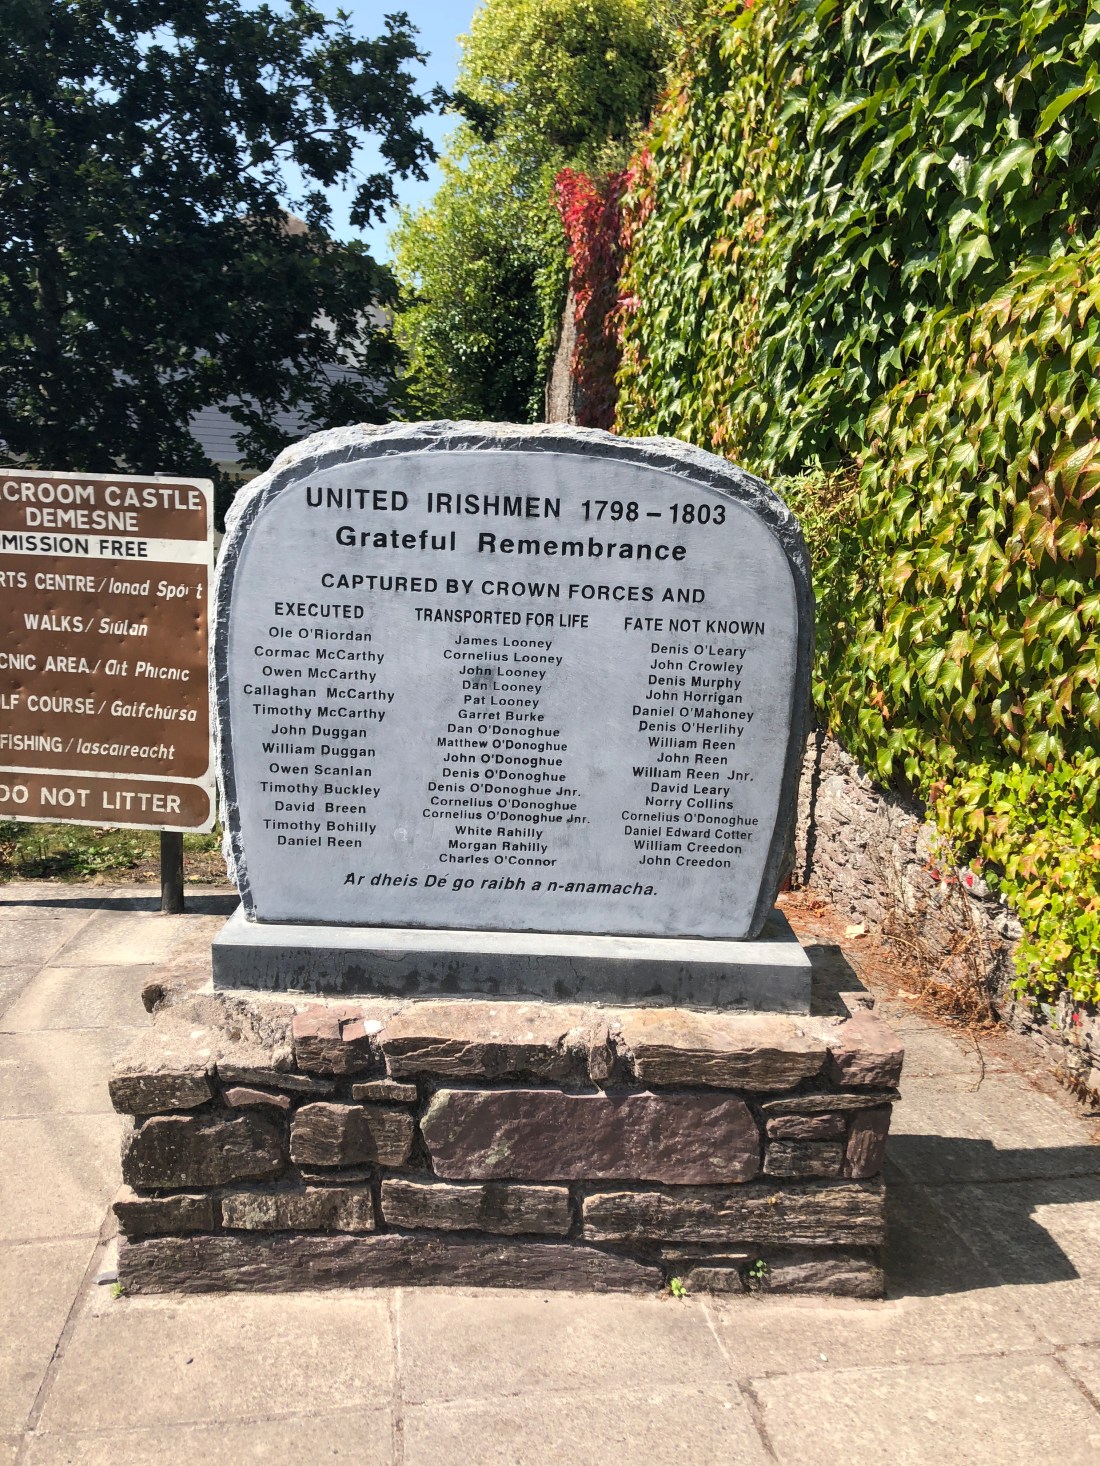 UNITED IRISHMEN 1798 – 1803
Grateful Remembrance
CAPTURED BY CROWN FORCES AND
EXECUTED
Ole O'Riordan
Cormac McCarthy
Owen McCarthy
Callaghan McCarthy
Timothy McCarthy
John Duggan
William Duggan
Owen Scanlan
Timothy Buckley
David Breen
Timothy Bohilly
Daniel Reen
TRANSPORTED FOR LIFE
James Looney
Cornelius Looney
John Looney
Dan Looney
Pat Looney
Garret Burke
Dan O'Donoghue
Matthew O'Donoghue
John O'Donoghue
Denis O'Donoghue
Denis O'Donoghue Jnr.
Cornelius O'Donoghue
Cornelius O'Donoghue Jnr.
White Rahilly
Morgan Rahilly
Charles O'Connor
FATE NOT KNOWN
Denis O'Leary
John Crowley
Denis Murphy
John Horrigan
Daniel O'Mahoney
Denis O'Herlihy
William Reen
John Reen
William Reen Jnr.
David Leary
Norry Collins
Cornelius O'Donoghue
Daniel Edward Cotter
William Creedon
John Creedon
Ar dheis Dé go raibh a n-anamacha.
CROOM CASTLE
DEMESNE
MISSION FREE
RTS CENTRE / Ionad Spórt
WALKS / Siúlan
CNIC AREA / Áit Phicnic
LF COURSE / Galfchúrsa
FISHING / Iascaireacht
DO NOT LITTER